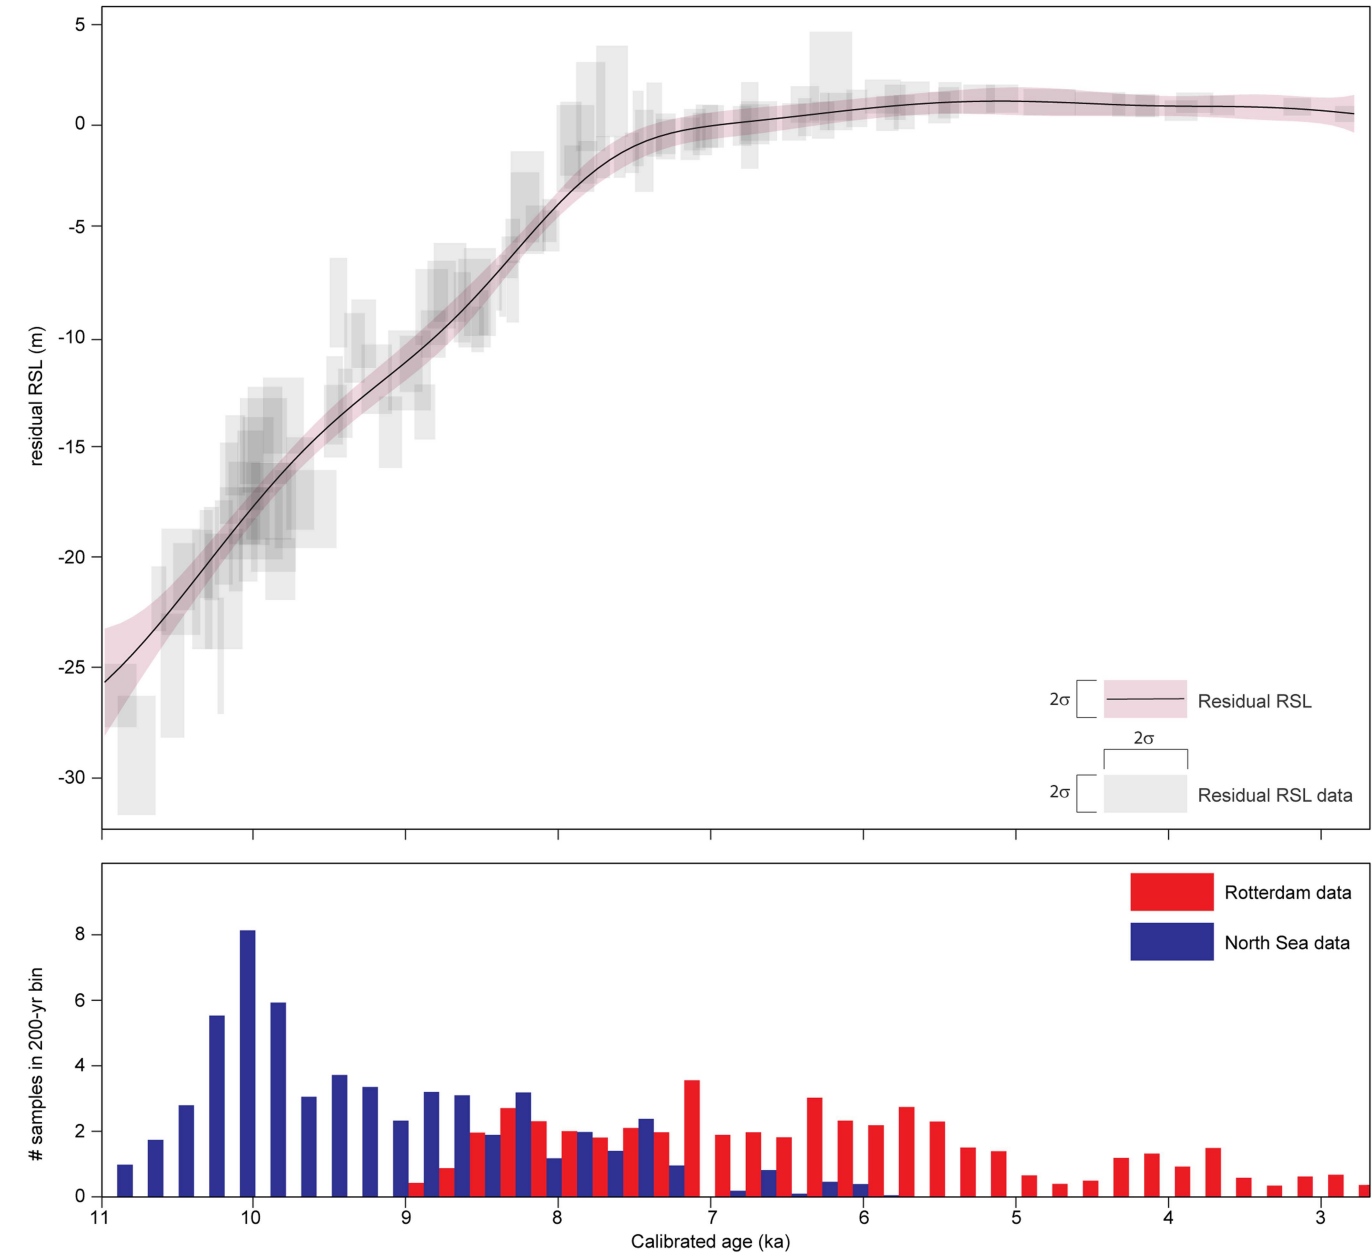 5
0
-5
-10
-15
-20
-25
-30
residual RSL (m)
2σ
Residual RSL
2σ
2σ
Residual RSL data
8
6
4
2
0
# samples in 200-yr bin
Rotterdam data
North Sea data
11 10 9 8 7 6 5 4 3
Calibrated age (ka)